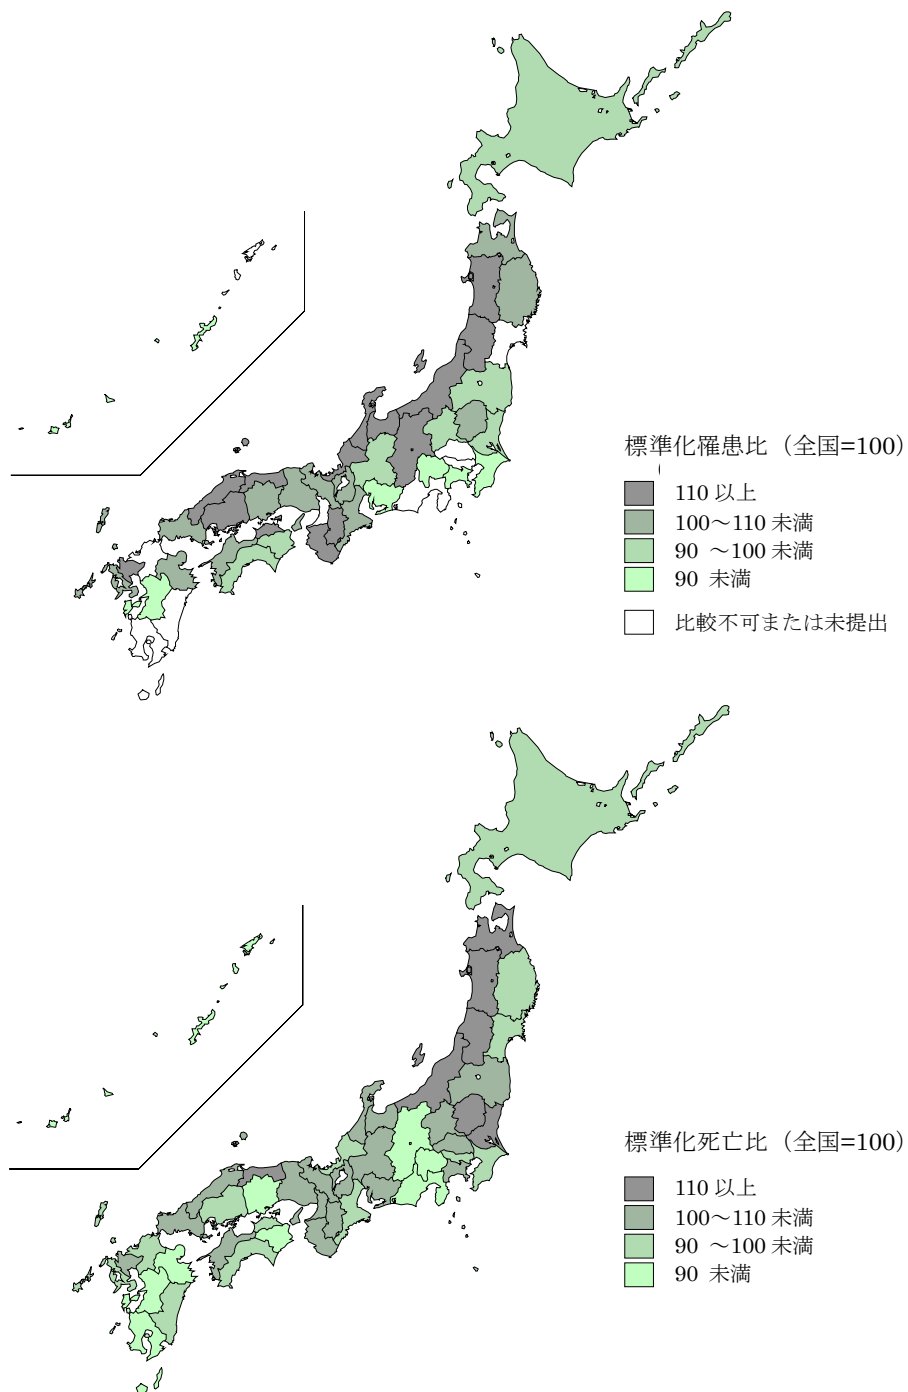 標準化罹患比（全国=100）
110 以上
100～110 未満
90 ～100 未満
90 未満
比較不可または未提出
標準化死亡比（全国=100）
110 以上
100～110 未満
90 ～100 未満
90 未満